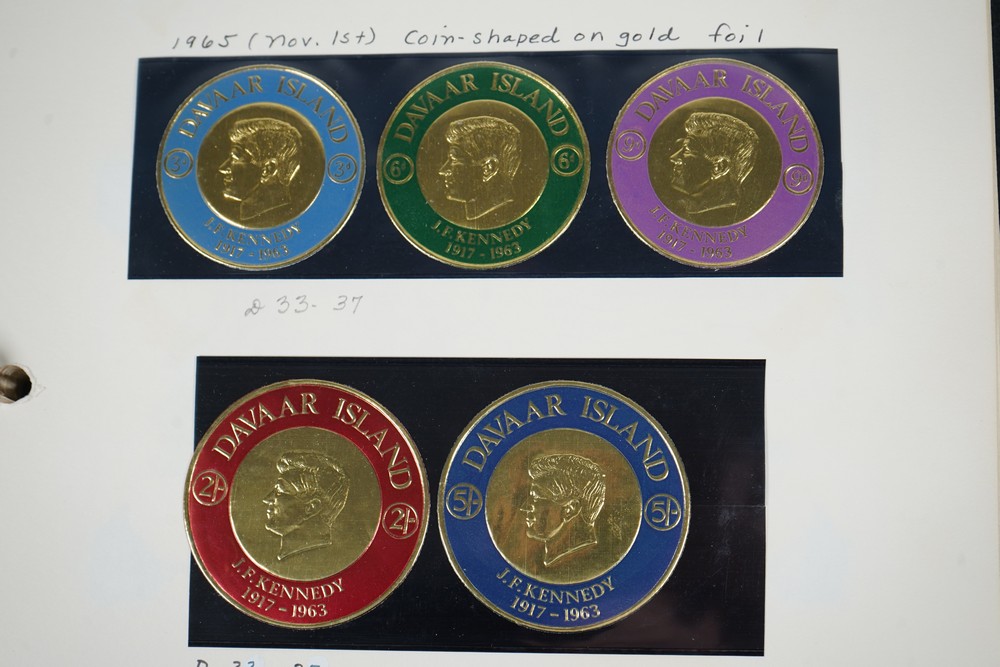 1965 (Nov. 1st) Coin-shaped on gold foil
DAVAAR ISLAND
3d 3d
J.F. KENNEDY
1917 - 1963
DAVAAR ISLAND
6d 6d
J.F. KENNEDY
1917 - 1963
DAVAAR ISLAND
9d 9d
J.F. KENNEDY
1917 - 1963
D 33-37
DAVAAR ISLAND
2/- 2/-
J.F. KENNEDY
1917 - 1963
DAVAAR ISLAND
5/- 5/-
J.F. KENNEDY
1917 - 1963